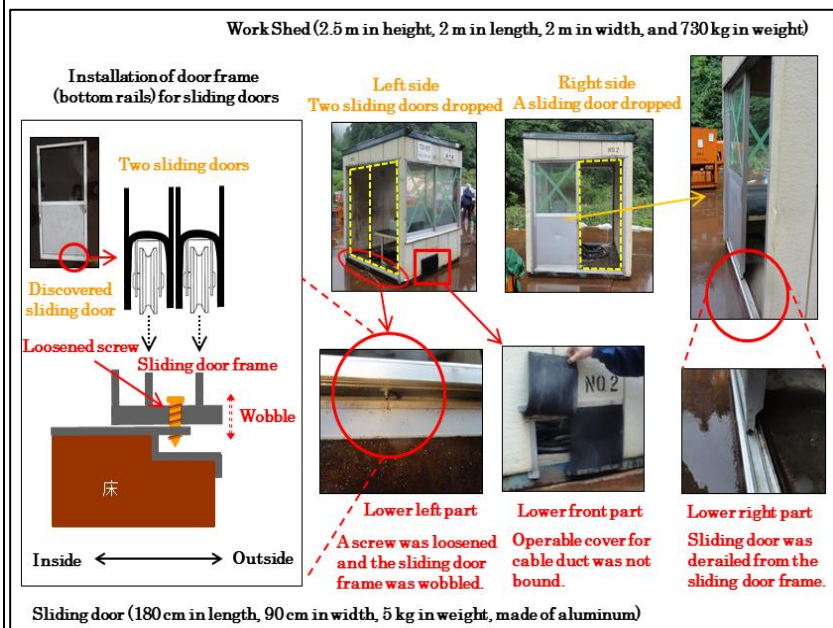 Work Shed (2.5 m in height, 2 m in length, 2 m in width, and 730 kg in weight)
Installation of door frame
(bottom rails) for sliding doors
Two sliding doors
Discovered
sliding door
Loosened screw
Sliding door frame
Wobble
床
Inside
Outside
Left side
Two sliding doors dropped
Right side
A sliding door dropped
NO.2
NO.2
Lower left part
A screw was loosened
and the sliding door
frame was wobbled.
Lower front part
Operable cover for
cable duct was not
bound.
Lower right part
Sliding door was
derailed from the
sliding door frame.
Sliding door (180 cm in length, 90 cm in width, 5 kg in weight, made of aluminum)